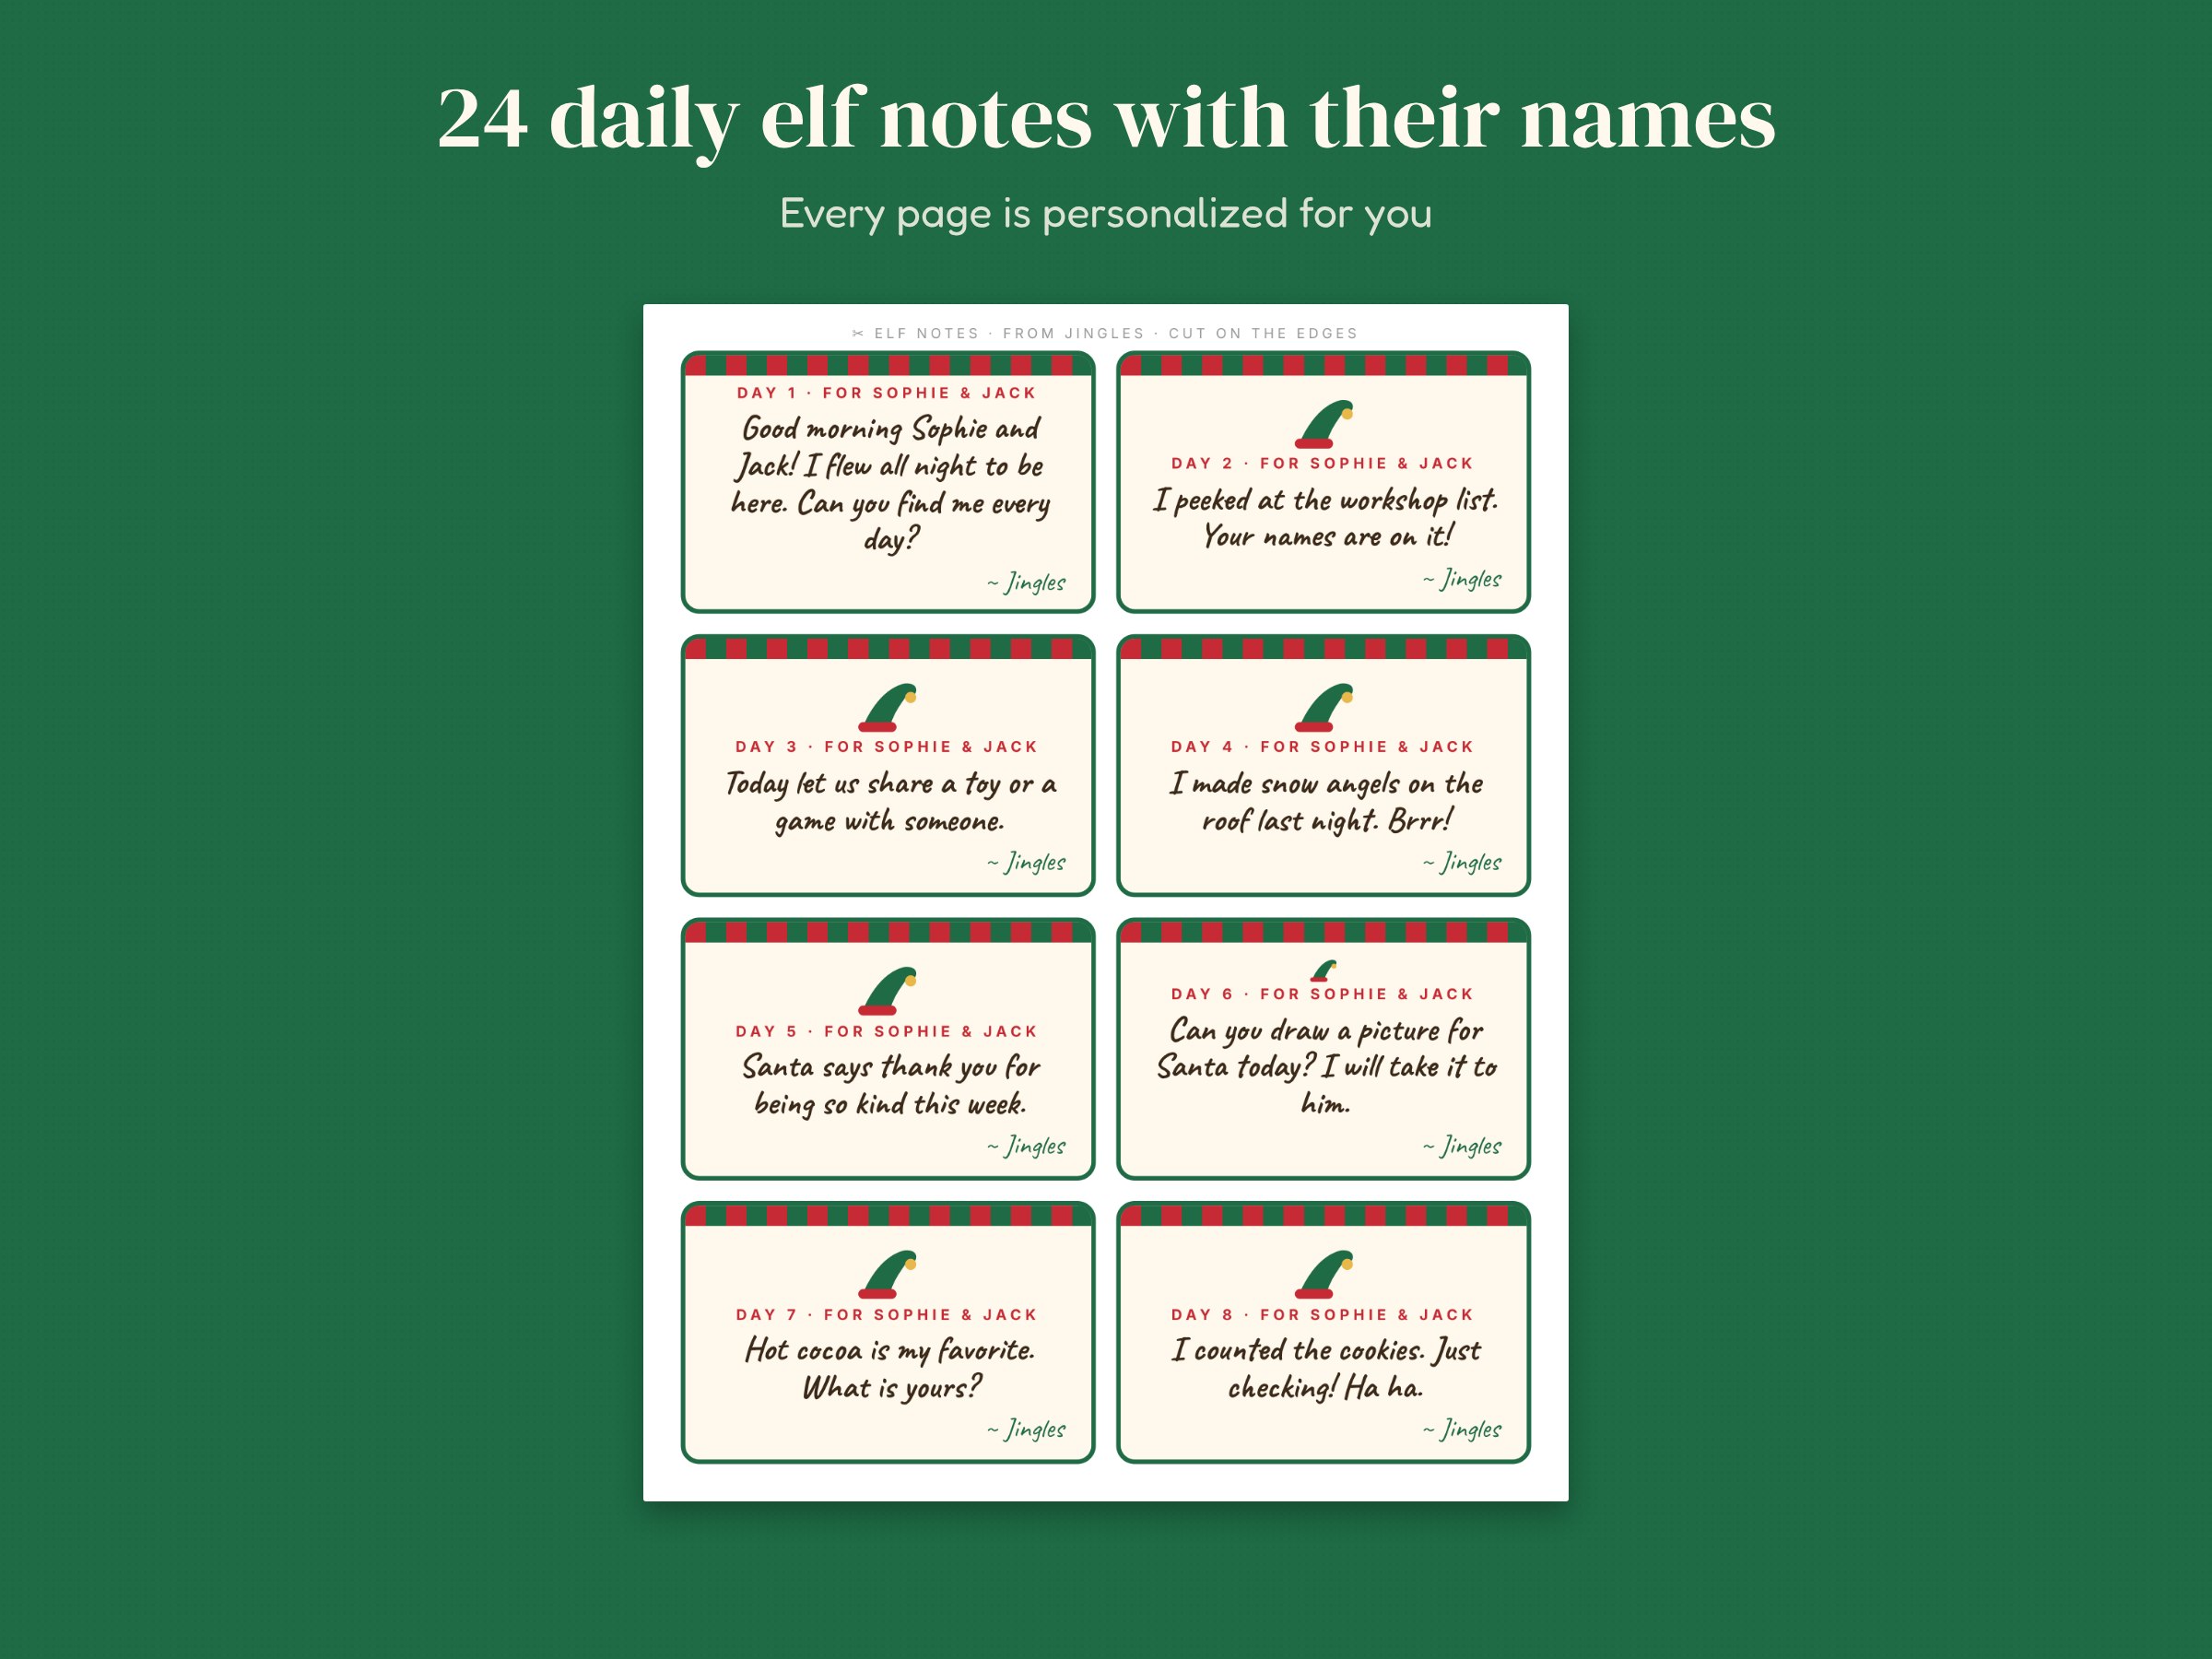 24 daily elf notes with their names
Every page is personalized for you
✂ ELF NOTES · FROM JINGLES · CUT ON THE EDGES
DAY 1 · FOR SOPHIE & JACK
Good morning Sophie and
Jack! I flew all night to be
here. Can you find me every
day?
~ Jingles
DAY 2 · FOR SOPHIE & JACK
I peeked at the workshop list.
Your names are on it!
~ Jingles
DAY 3 · FOR SOPHIE & JACK
Today let us share a toy or a
game with someone.
~ Jingles
DAY 4 · FOR SOPHIE & JACK
I made snow angels on the
roof last night. Brrr!
~ Jingles
DAY 5 · FOR SOPHIE & JACK
Santa says thank you for
being so kind this week.
~ Jingles
DAY 6 · FOR SOPHIE & JACK
Can you draw a picture for
Santa today? I will take it to
him.
~ Jingles
DAY 7 · FOR SOPHIE & JACK
Hot cocoa is my favorite.
What is yours?
~ Jingles
DAY 8 · FOR SOPHIE & JACK
I counted the cookies. Just
checking! Ha ha.
~ Jingles